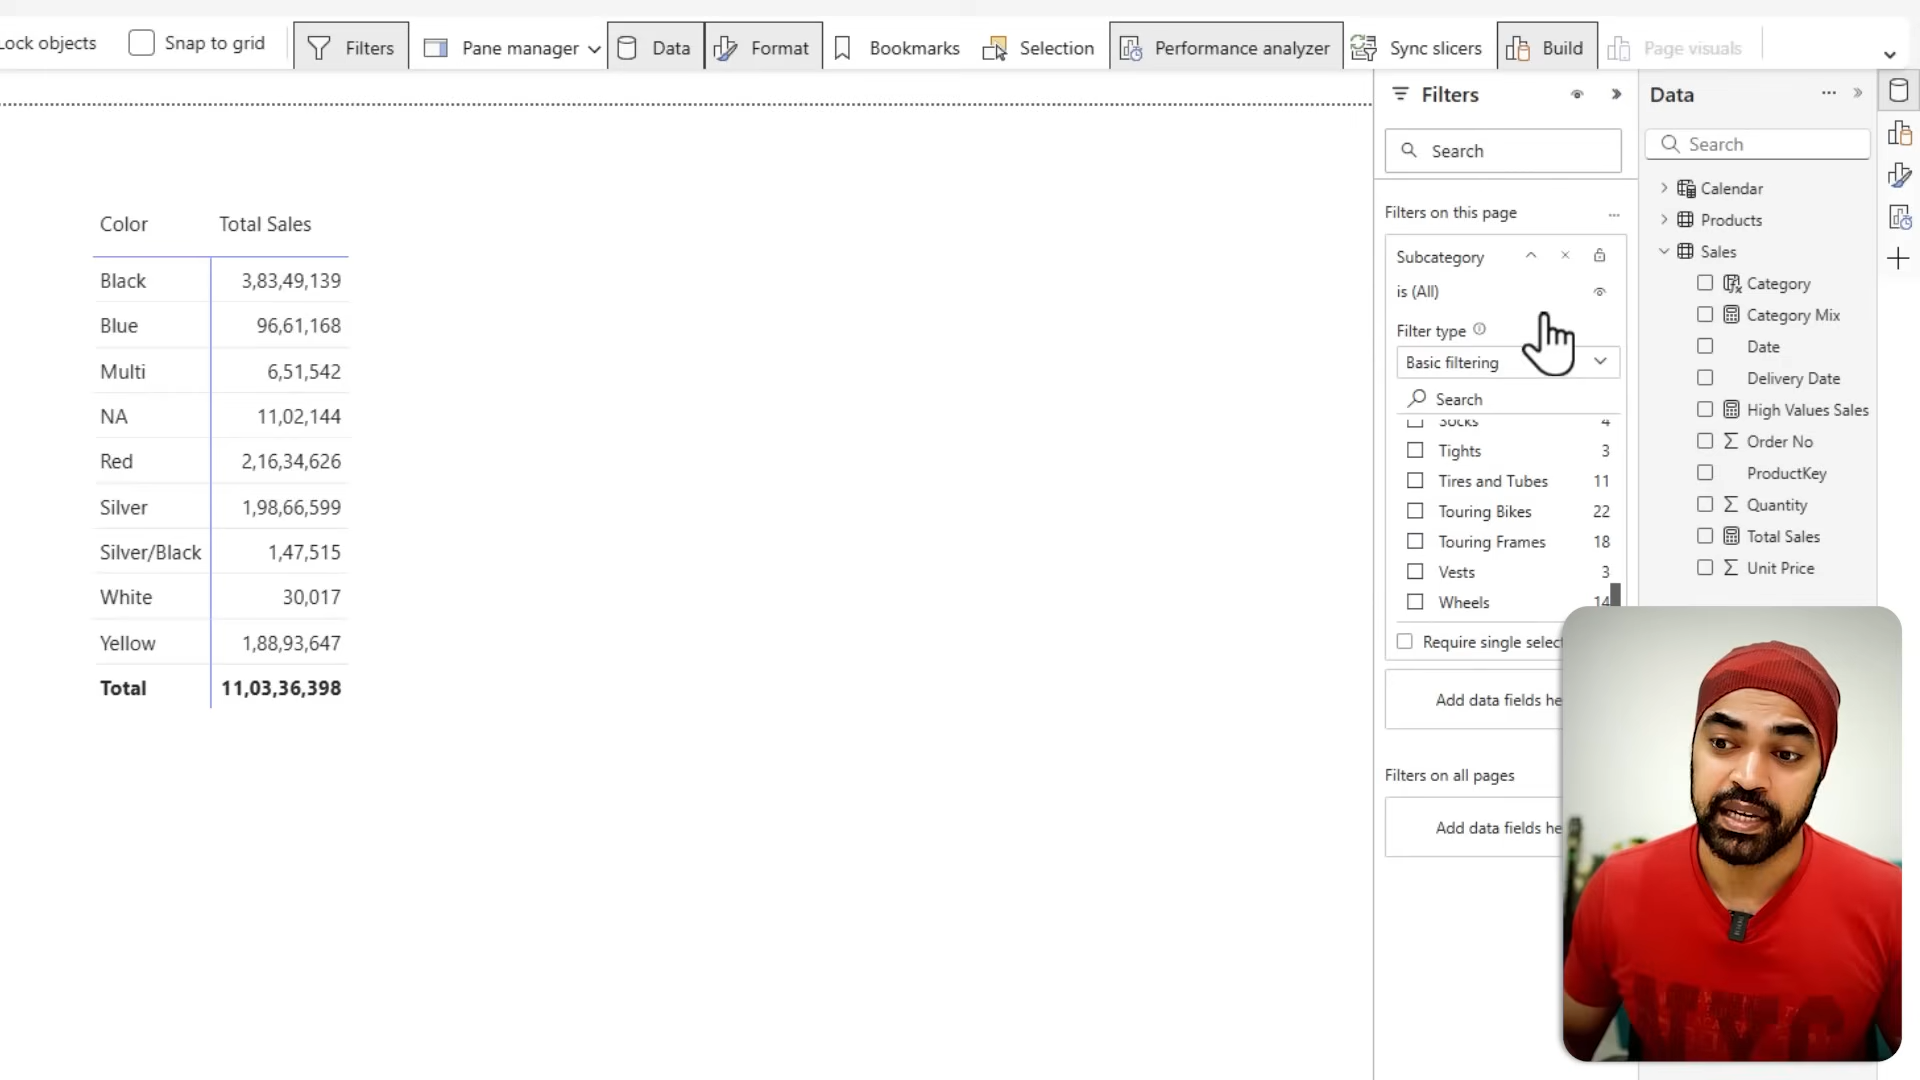 Lock objects Snap to grid Filters Pane manager Data Format Bookmarks Selection Performance analyzer Sync slicers Build Page visuals
Color Total Sales
Black 3,83,49,139
Blue 96,61,168
Multi 6,51,542
NA 11,02,144
Red 2,16,34,626
Silver 1,98,66,599
Silver/Black 1,47,515
White 30,017
Yellow 1,88,93,647
Total 11,03,36,398
Filters
Search
Filters on this page ...
Subcategory
is (All)
Filter type
Basic filtering
Search
Socks 4
Tights 3
Tires and Tubes 11
Touring Bikes 22
Touring Frames 18
Vests 3
Wheels 14
Require single select
Add data fields he
Filters on all pages
Add data fields he
Data ...
Search
Calendar
Products
Sales
Category
Category Mix
Date
Delivery Date
High Values Sales
Order No
ProductKey
Quantity
Total Sales
Unit Price